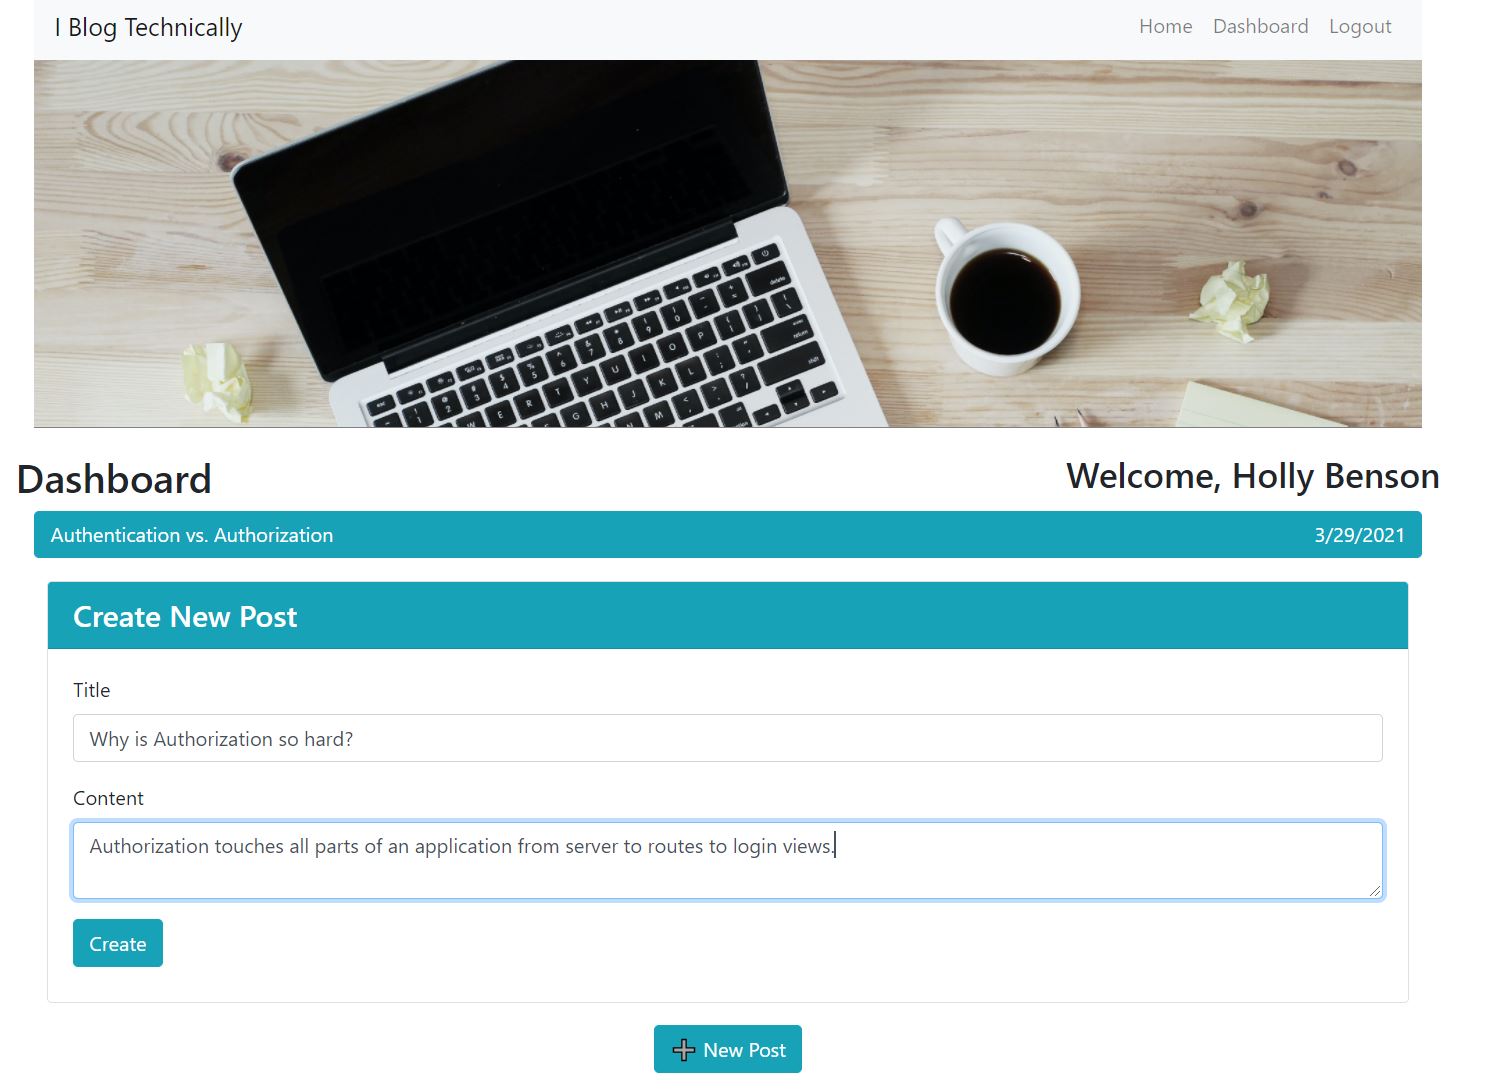 I Blog Technically
Home Dashboard Logout
Dashboard
Welcome, Holly Benson
Authentication vs. Authorization 3/29/2021
Create New Post
Title
Why is Authorization so hard?
Content
Authorization touches all parts of an application from server to routes to login views.
Create
New Post